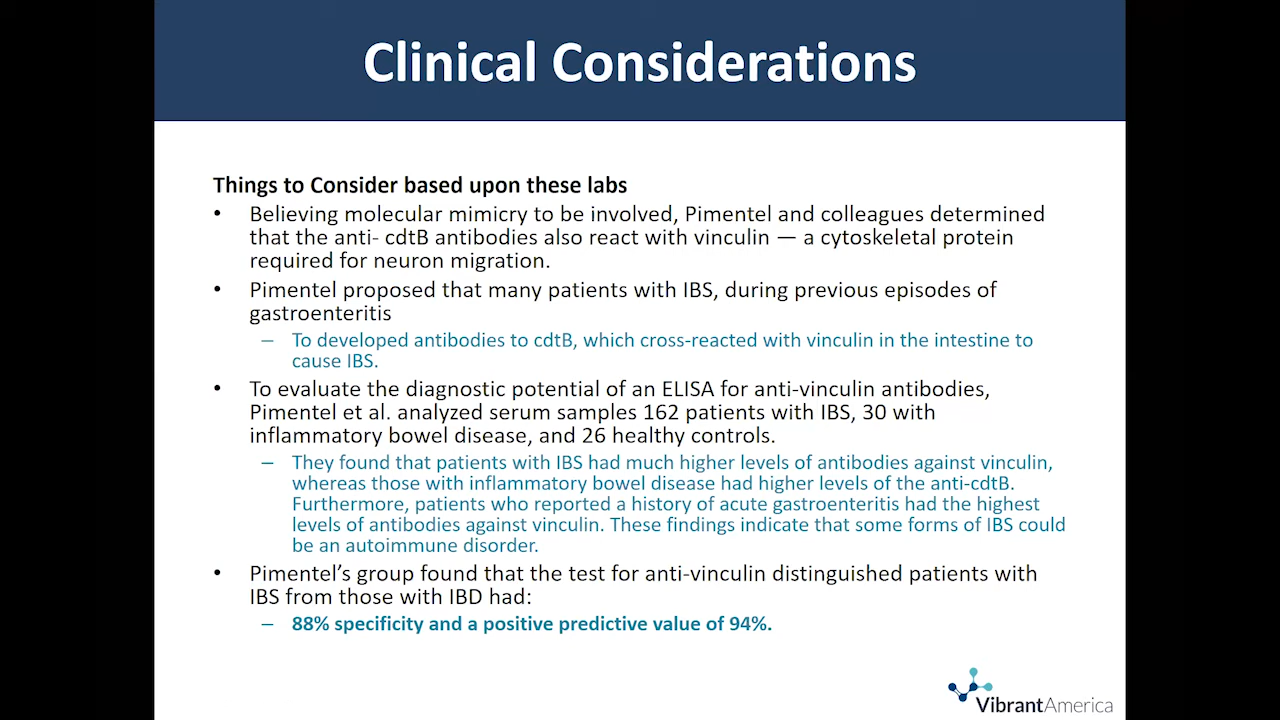 Clinical Considerations
Things to Consider based upon these labs
• Believing molecular mimicry to be involved, Pimentel and colleagues determined
that the anti- cdtB antibodies also react with vinculin — a cytoskeletal protein
required for neuron migration.
• Pimentel proposed that many patients with IBS, during previous episodes of
gastroenteritis
– To developed antibodies to cdtB, which cross-reacted with vinculin in the intestine to
cause IBS.
• To evaluate the diagnostic potential of an ELISA for anti-vinculin antibodies,
Pimentel et al. analyzed serum samples 162 patients with IBS, 30 with
inflammatory bowel disease, and 26 healthy controls.
– They found that patients with IBS had much higher levels of antibodies against vinculin,
whereas those with inflammatory bowel disease had higher levels of the anti-cdtB.
Furthermore, patients who reported a history of acute gastroenteritis had the highest
levels of antibodies against vinculin. These findings indicate that some forms of IBS could
be an autoimmune disorder.
• Pimentel’s group found that the test for anti-vinculin distinguished patients with
IBS from those with IBD had:
– 88% specificity and a positive predictive value of 94%.
VibrantAmerica